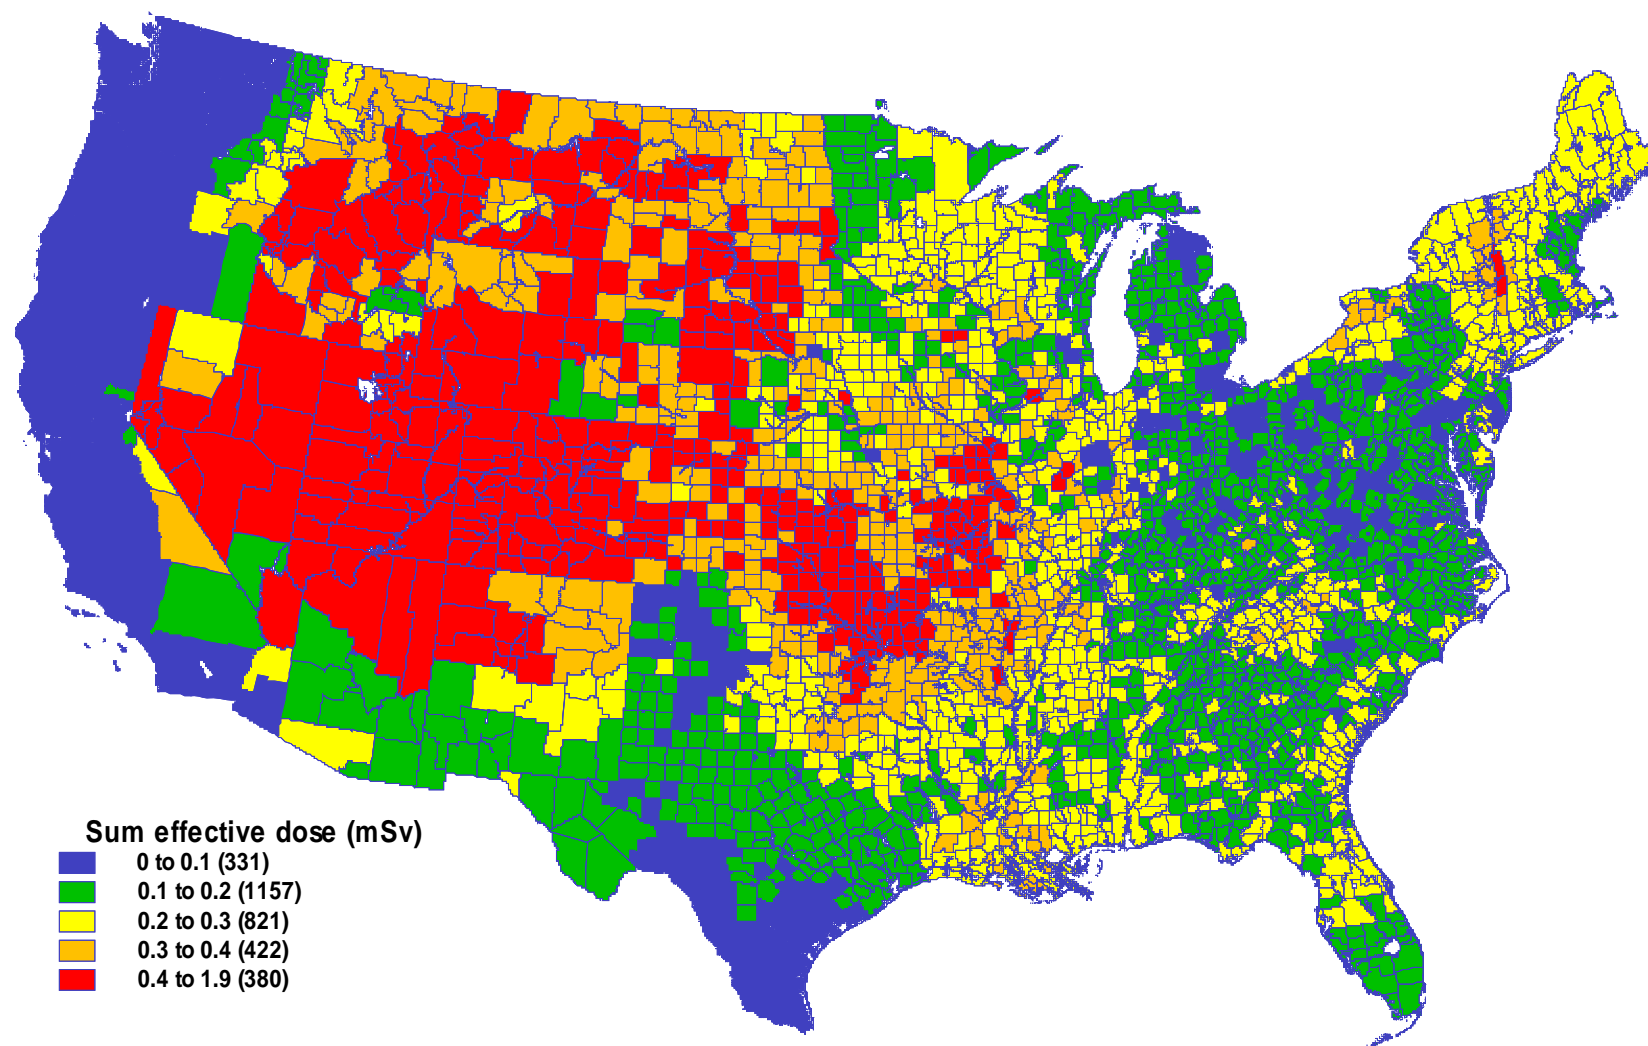 Sum effective dose (mSv)
0 to 0.1 (331)
0.1 to 0.2 (1157)
0.2 to 0.3 (821)
0.3 to 0.4 (422)
0.4 to 1.9 (380)